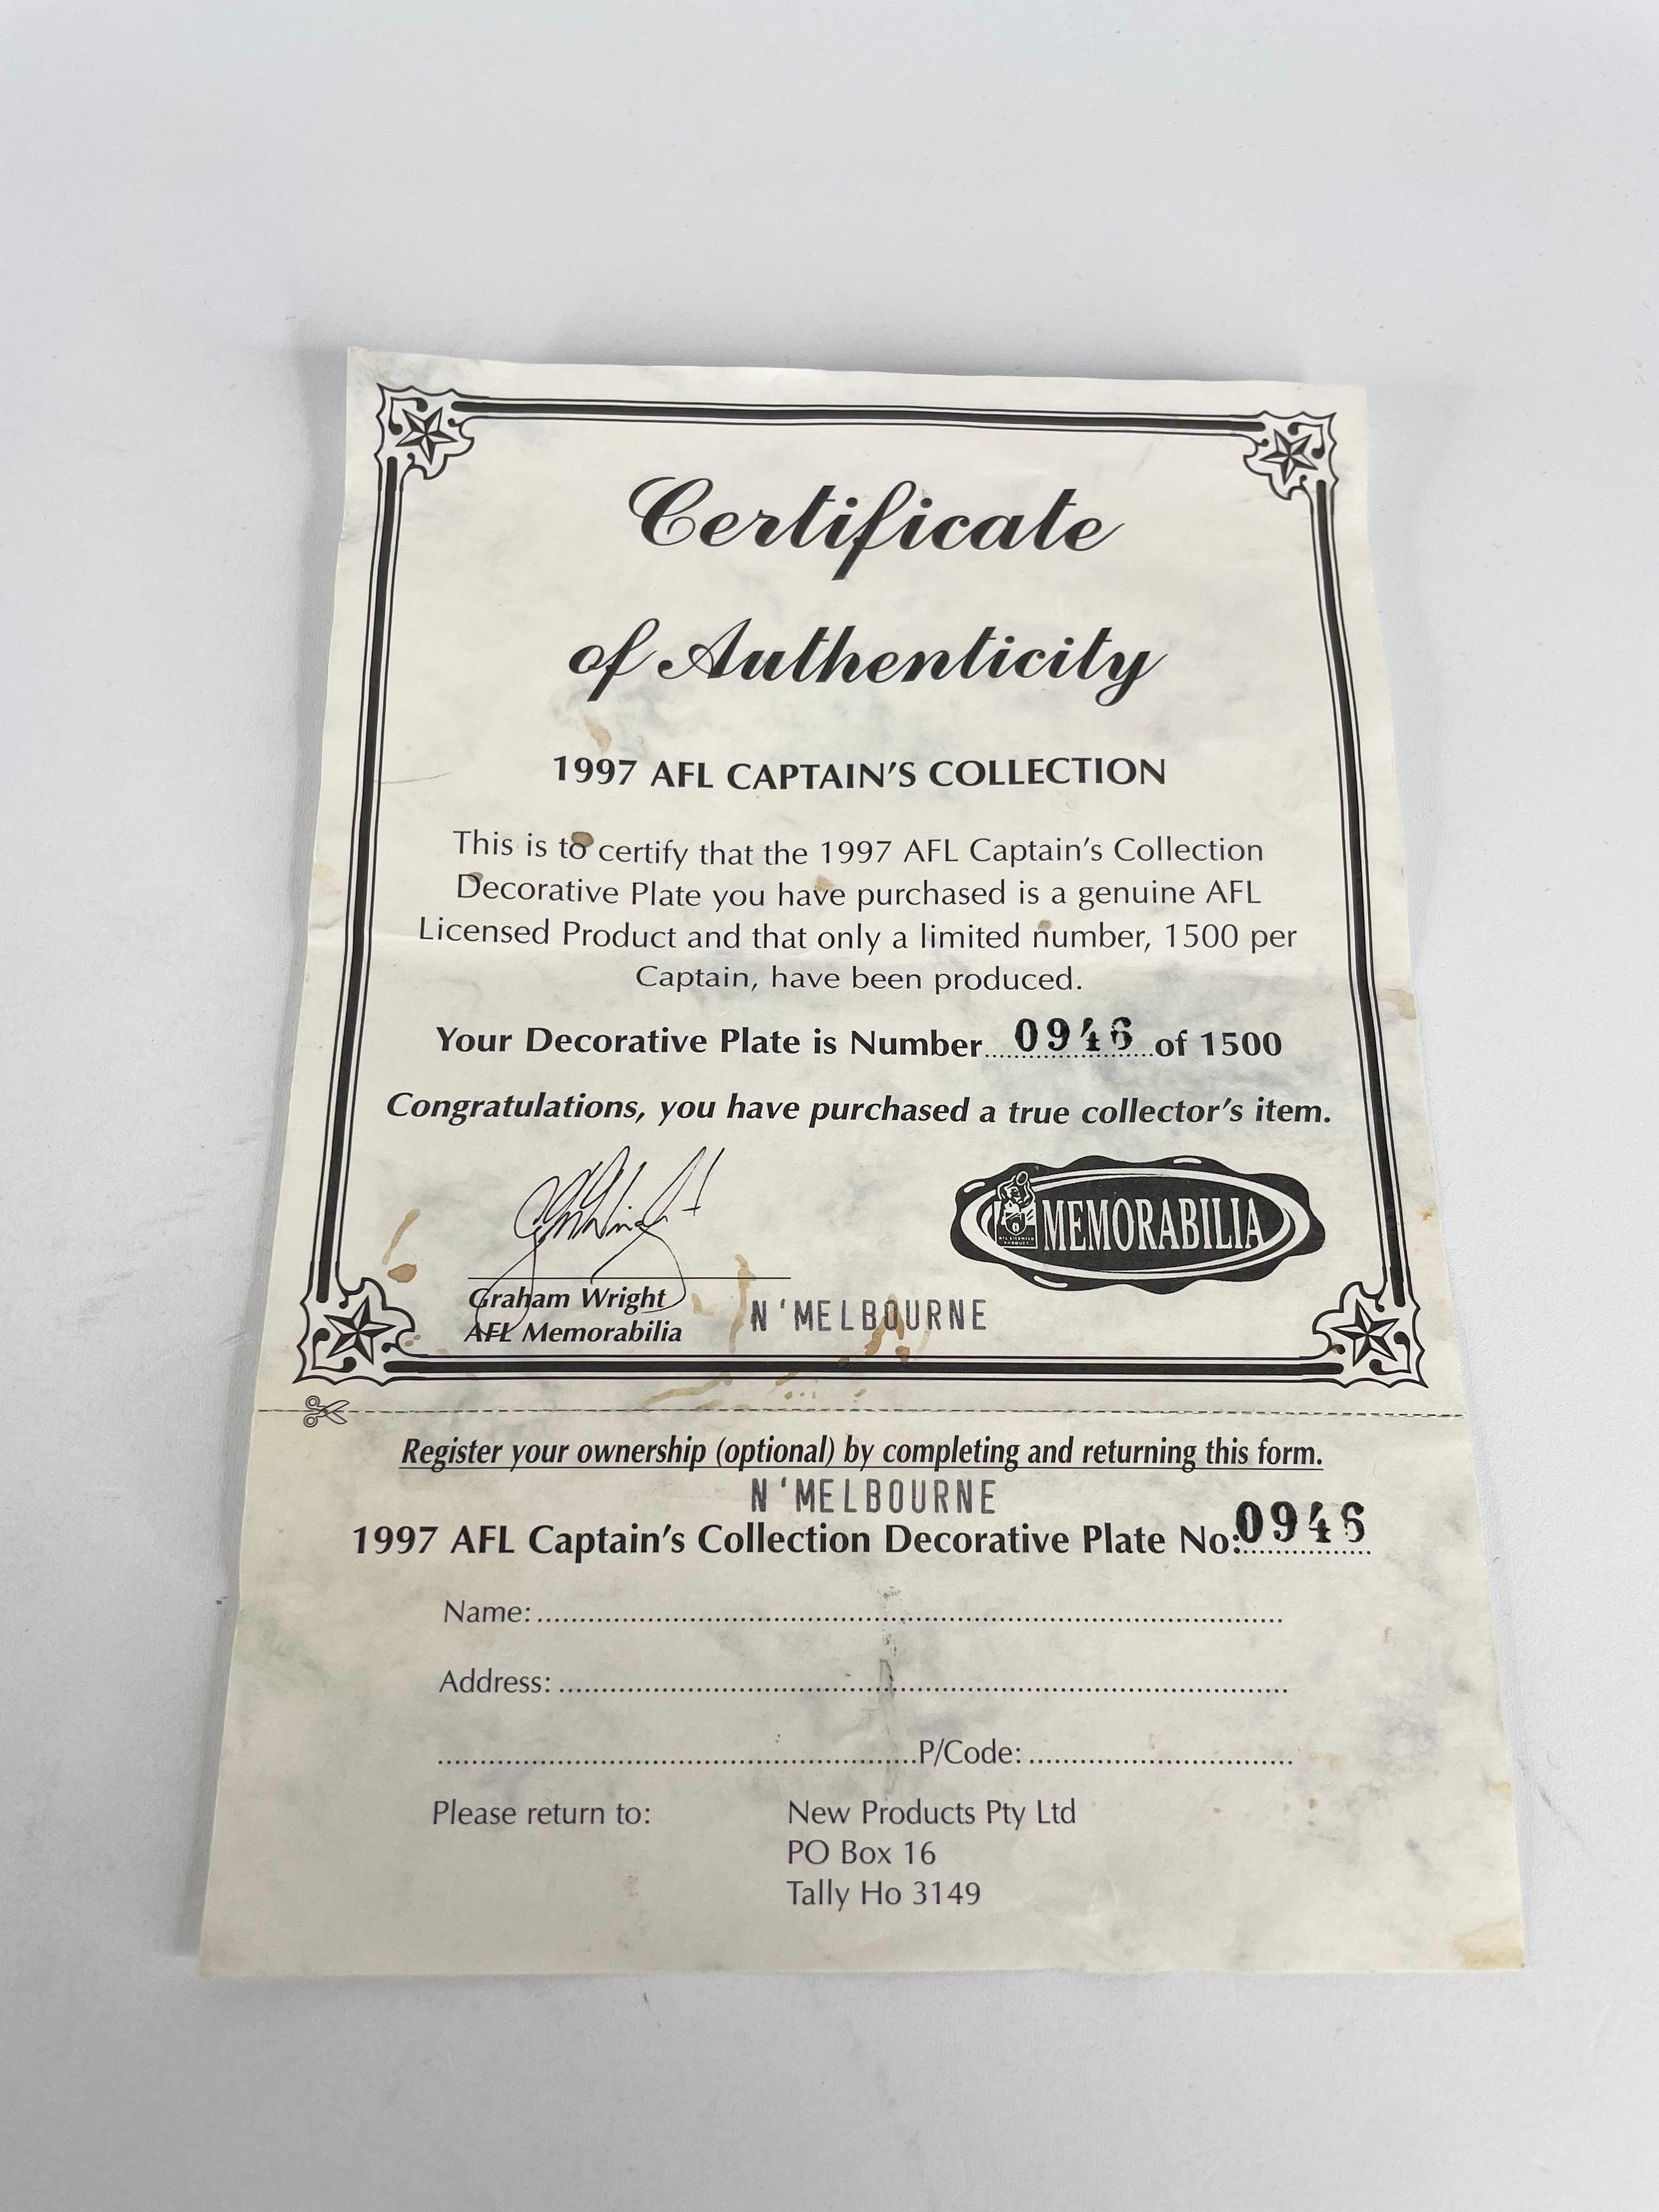 Certificate
of Authenticity
1997 AFL CAPTAIN'S COLLECTION
This is to certify that the 1997 AFL Captain's Collection
Decorative Plate you have purchased is a genuine AFL
Licensed Product and that only a limited number, 1500 per
Captain, have been produced.
Your Decorative Plate is Number 0946 of 1500
Congratulations, you have purchased a true collector's item.
MEMORABILIA
AFL LICENSED
PRODUCT
Graham Wright
AFL Memorabilia
N'MELBOURNE
Register your ownership (optional) by completing and returning this form.
N'MELBOURNE
1997 AFL Captain's Collection Decorative Plate No: 0946
Name:
Address:
P/Code:
Please return to: New Products Pty Ltd
PO Box 16
Tally Ho 3149